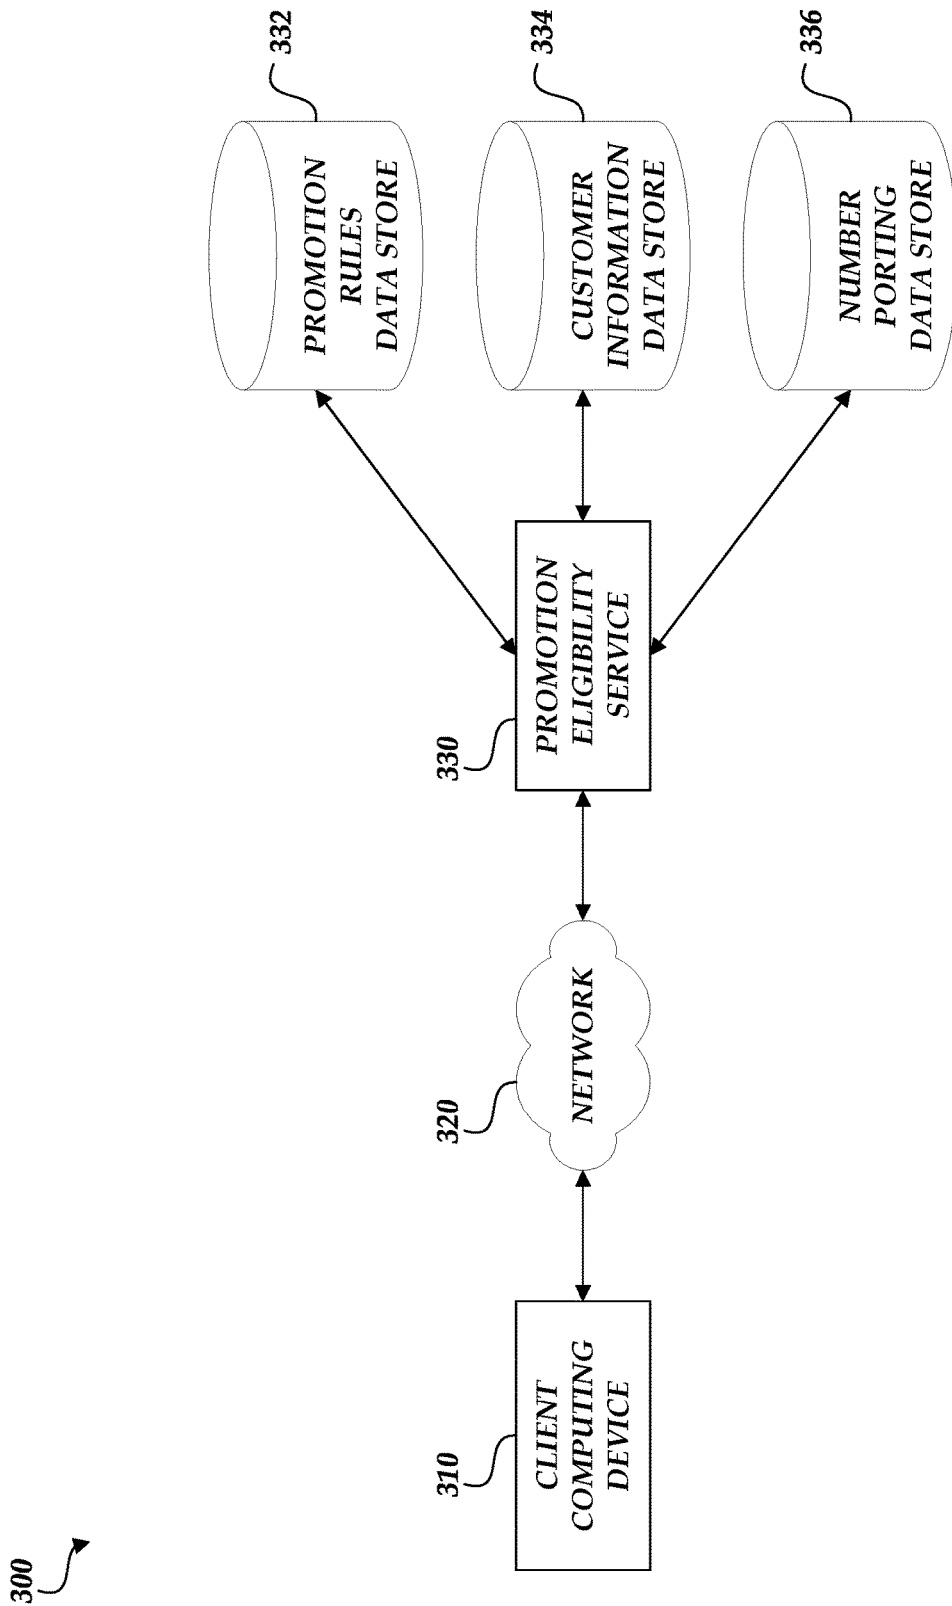 300
310
CLIENT
COMPUTING
DEVICE
320
NETWORK
330
PROMOTION
ELIGIBILITY
SERVICE
332
PROMOTION
RULES
DATA STORE
334
CUSTOMER
INFORMATION
DATA STORE
336
NUMBER
PORTING
DATA STORE